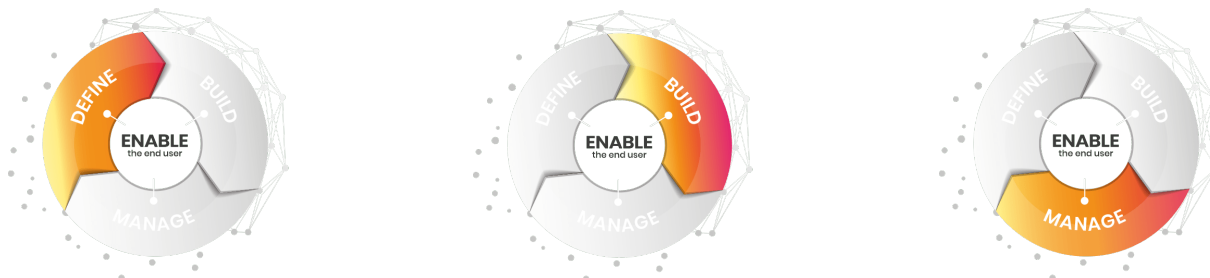 DEFINE
BUILD
ENABLE
the end user
MANAGE
DEFINE
BUILD
ENABLE
the end user
MANAGE
DEFINE
BUILD
ENABLE
the end user
MANAGE